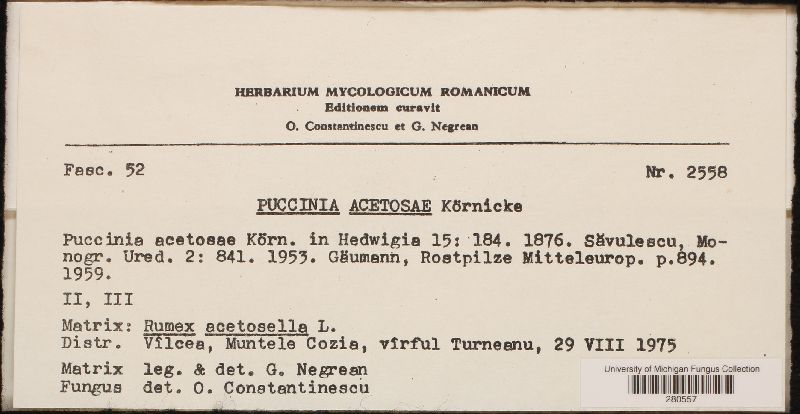 HERBARIUM MYCOLOGICUM ROMANICUM
Editionem curavit
O. Constantinescu et G. Negrean
Fasc. 52 Nr. 2558
PUCCINIA ACETOSAE Körnicke
Puccinia acetosae Körn. in Hedwigia 15: 184. 1876. Săvulescu, Mo-
nogr. Ured. 2: 841. 1953. Gäumann, Rostpilze Mitteleurop. p.894.
1959.
II, III
Matrix: Rumex acetosella L.
Distr. Vîlcea, Muntele Cozia, vîrful Turneanu, 29 VIII 1975
Matrix leg. & det. G. Negrean
Fungus det. O. Constantinescu
University of Michigan Fungus Collection
280557